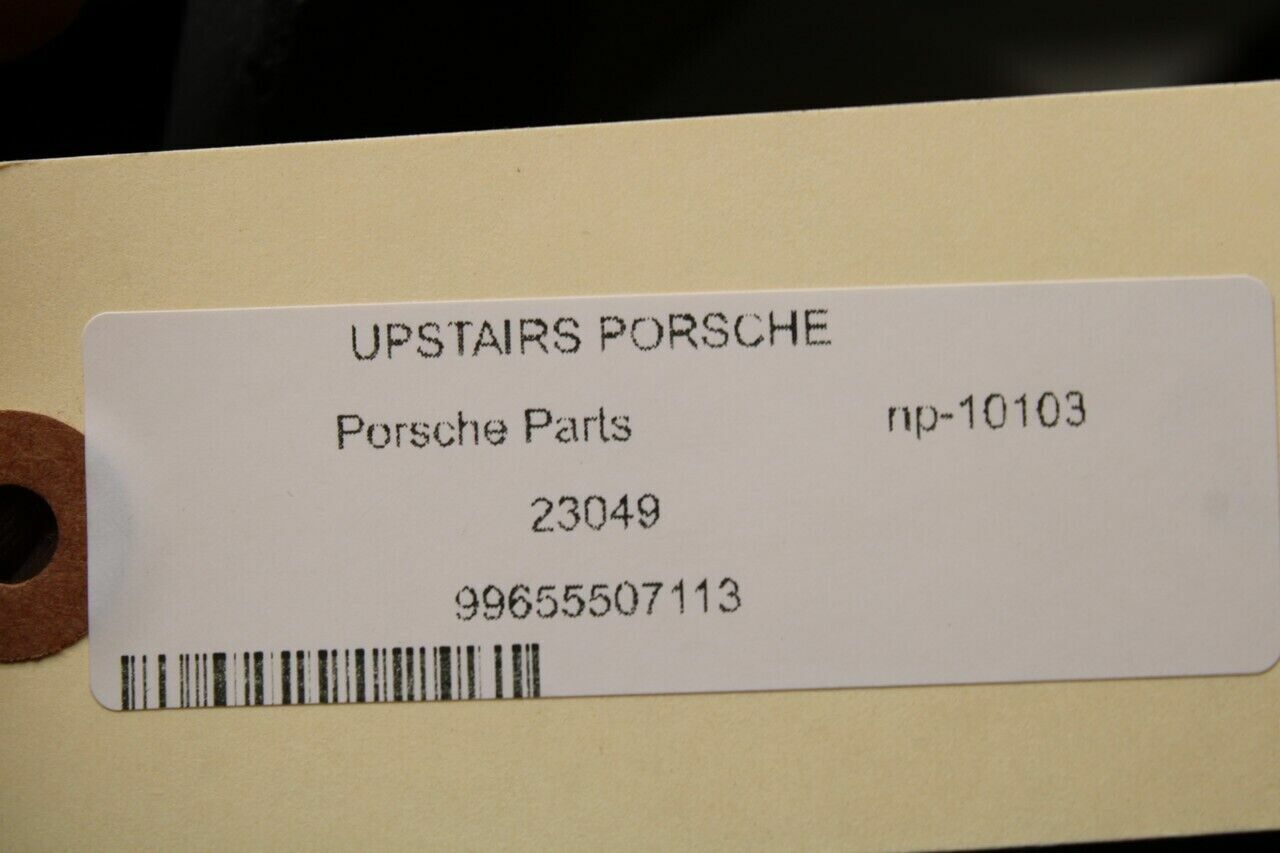 UPSTAIRS PORSCHE
Porsche Parts np-10103
23049
99655507113